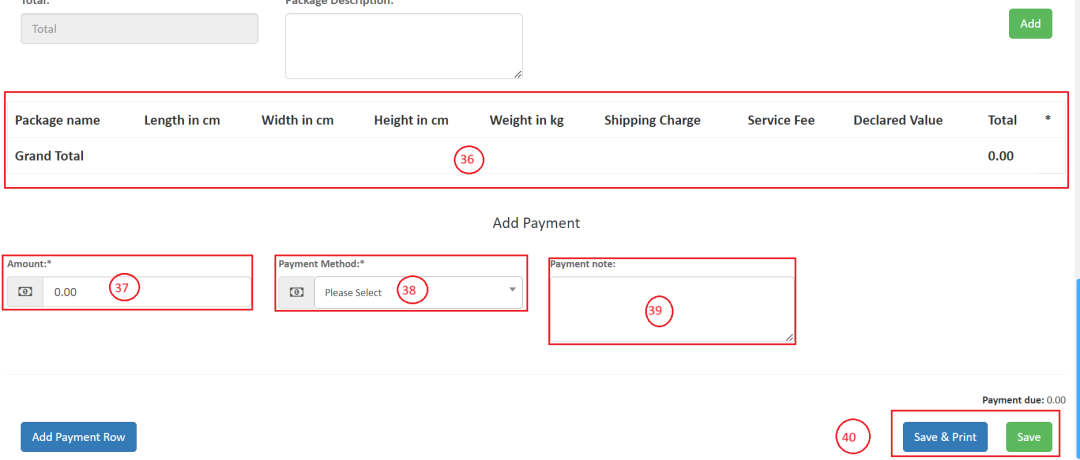 Total: Package Description:
Total
Add
Package name Length in cm Width in cm Height in cm Weight in kg Shipping Charge Service Fee Declared Value Total *
Grand Total 36 0.00
Add Payment
Amount:* Payment Method:* Payment note:
0.00 37 Please Select 38
39
Payment due: 0.00
Add Payment Row 40 Save & Print Save